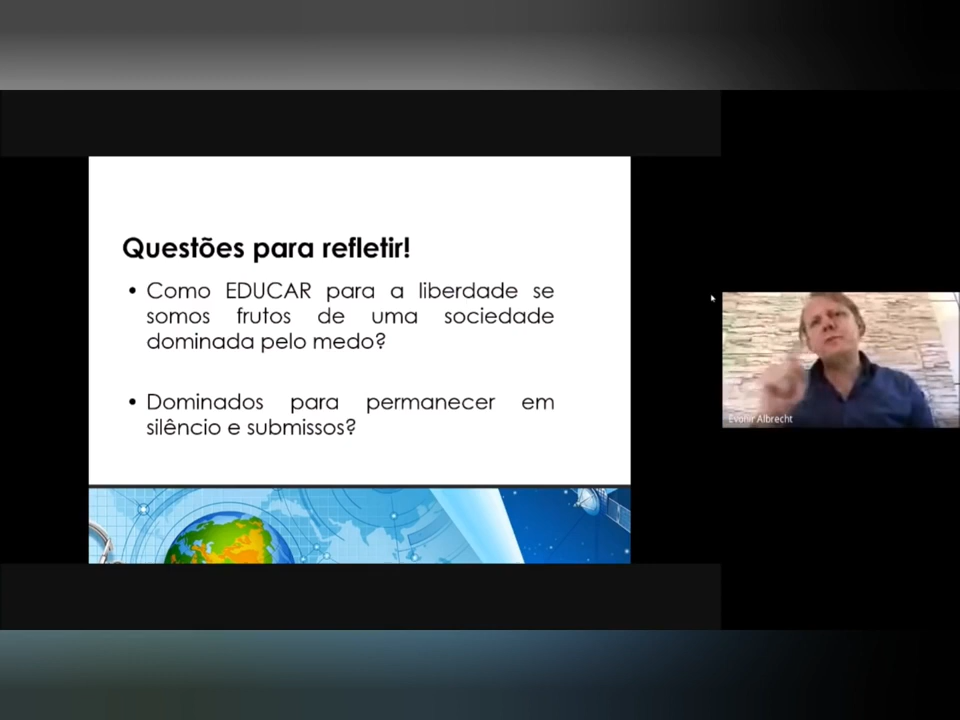 Questões para refletir!
• Como EDUCAR para a liberdade se
somos frutos de uma sociedade
dominada pelo medo?
• Dominados para permanecer em
silêncio e submissos?
Evonir Albrecht